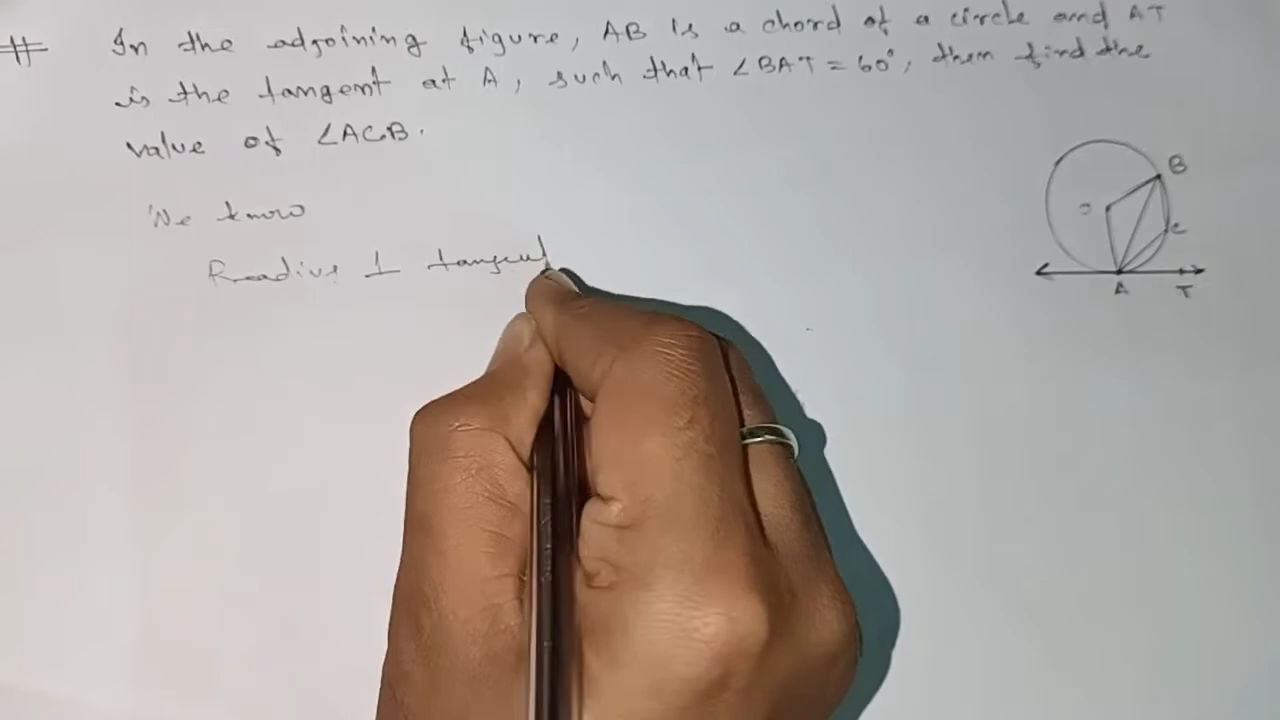 # In the adjoining figure, AB is a chord of a circle and AT
is the tangent at A, such that ∠BAT = 60°, then find the
value of ∠ACB.
We know
Radius ⊥ tangent
B
O
C
A
T